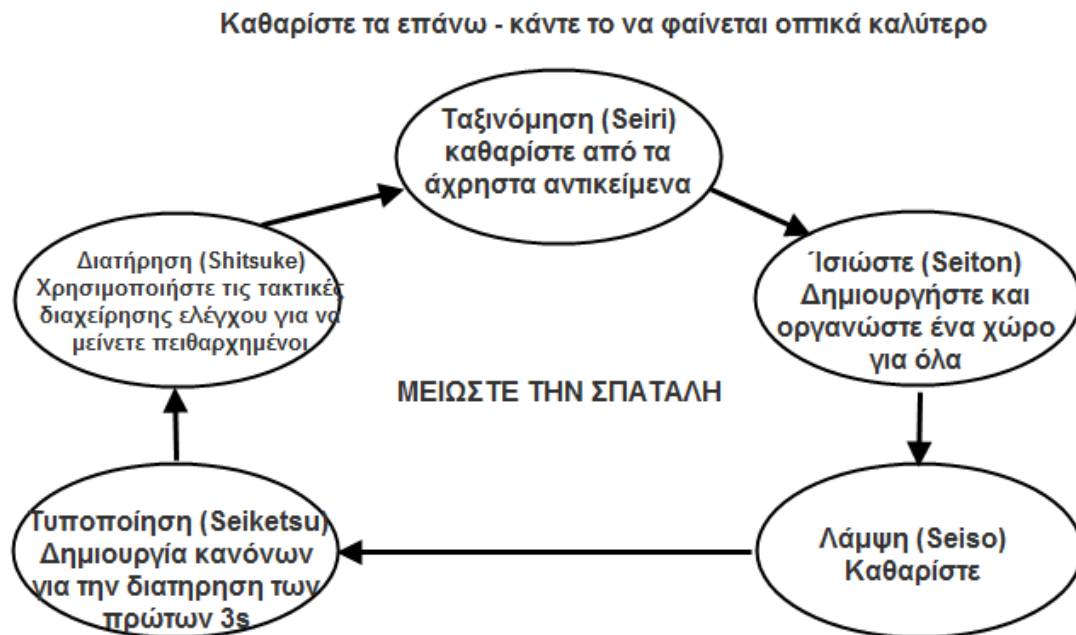 Καθαρίστε τα επάνω - κάντε το να φαίνεται οπτικά καλύτερο
Ταξινόμηση (Seiri)
καθαρίστε από τα
άχρηστα αντικείμενα
Ίσιώστε (Seiton)
Δημιουργήστε και
οργανώστε ένα χώρο
για όλα
Λάμψη (Seiso)
Καθαρίστε
Τυποποίηση (Seiketsu)
Δημιουργία κανόνων
για την διατηρηση των
πρώτων 3s
Διατήρηση (Shitsuke)
Χρησιμοποιήστε τις τακτικές
διαχείρησης ελέγχου για να
μείνετε πειθαρχημένοι
ΜΕΙΩΣΤΕ ΤΗΝ ΣΠΑΤΑΛΗ